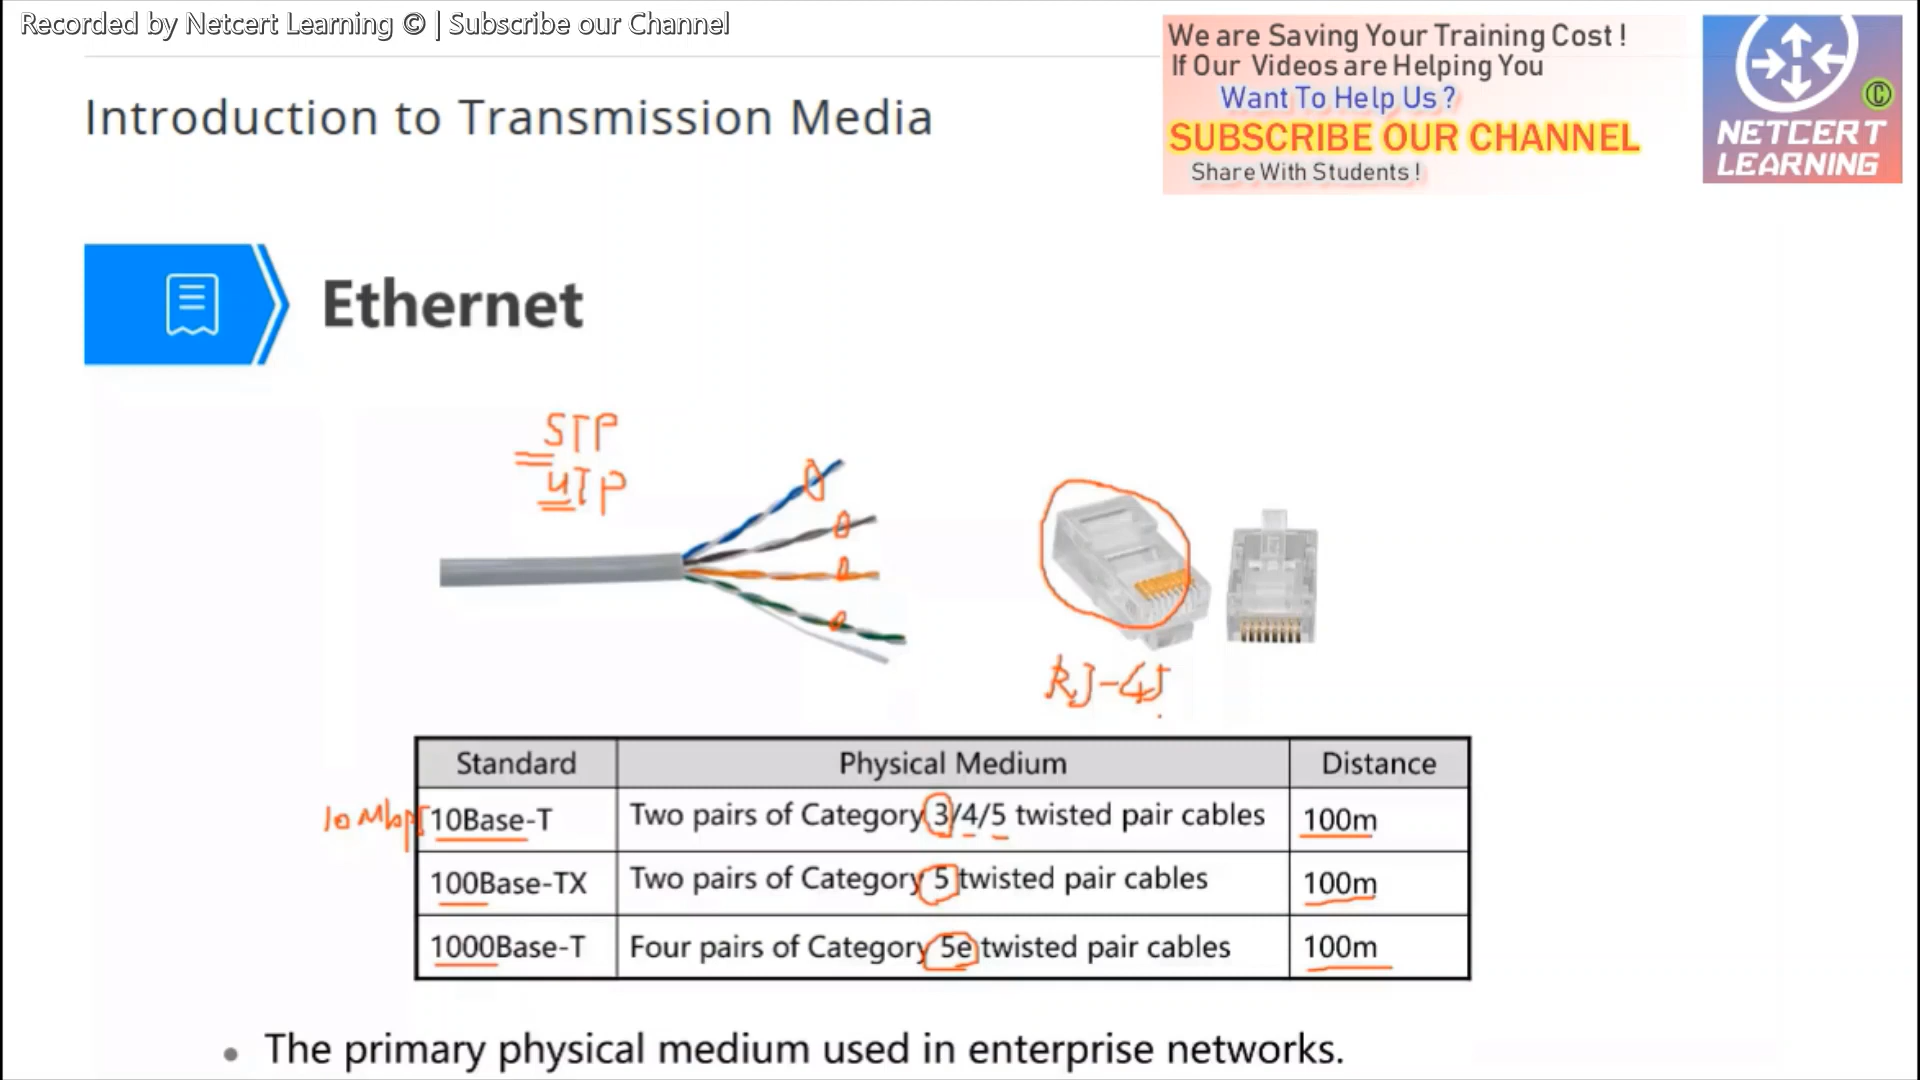 Recorded by Netcert Learning © | Subscribe our Channel
We are Saving Your Training Cost !
If Our Videos are Helping You
Want To Help Us ?
SUBSCRIBE OUR CHANNEL
Share With Students !
©
NETCERT
LEARNING
Introduction to Transmission Media
Ethernet
STP
UTP
RJ-45
Standard Physical Medium Distance
10 Mbps 10Base-T Two pairs of Category 3/4/5 twisted pair cables 100m
100Base-TX Two pairs of Category 5 twisted pair cables 100m
1000Base-T Four pairs of Category 5e twisted pair cables 100m
• The primary physical medium used in enterprise networks.